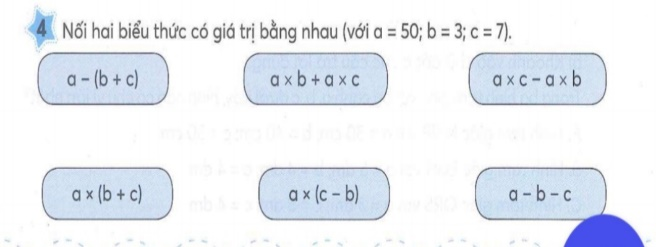 4 Nối hai biểu thức có giá trị bằng nhau (với a = 50; b = 3; c = 7).
a − (b + c) a × b + a × c a × c − a × b
a × (b + c) a × (c − b) a − b − c